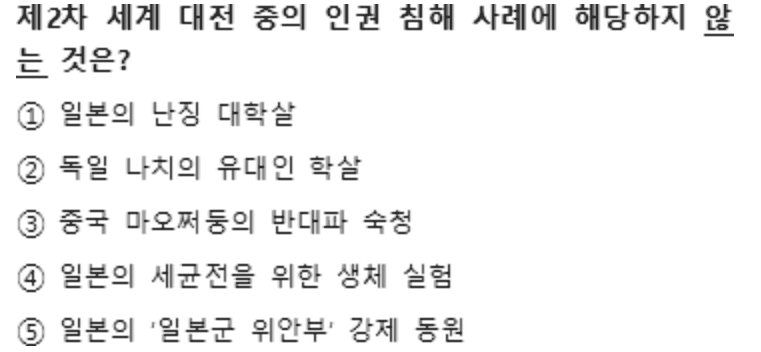 제2차 세계 대전 중의 인권 침해 사례에 해당하지 않
는 것은?
① 일본의 난징 대학살
② 독일 나치의 유대인 학살
③ 중국 마오쩌둥의 반대파 숙청
④ 일본의 세균전을 위한 생체 실험
⑤ 일본의 '일본군 위안부' 강제 동원